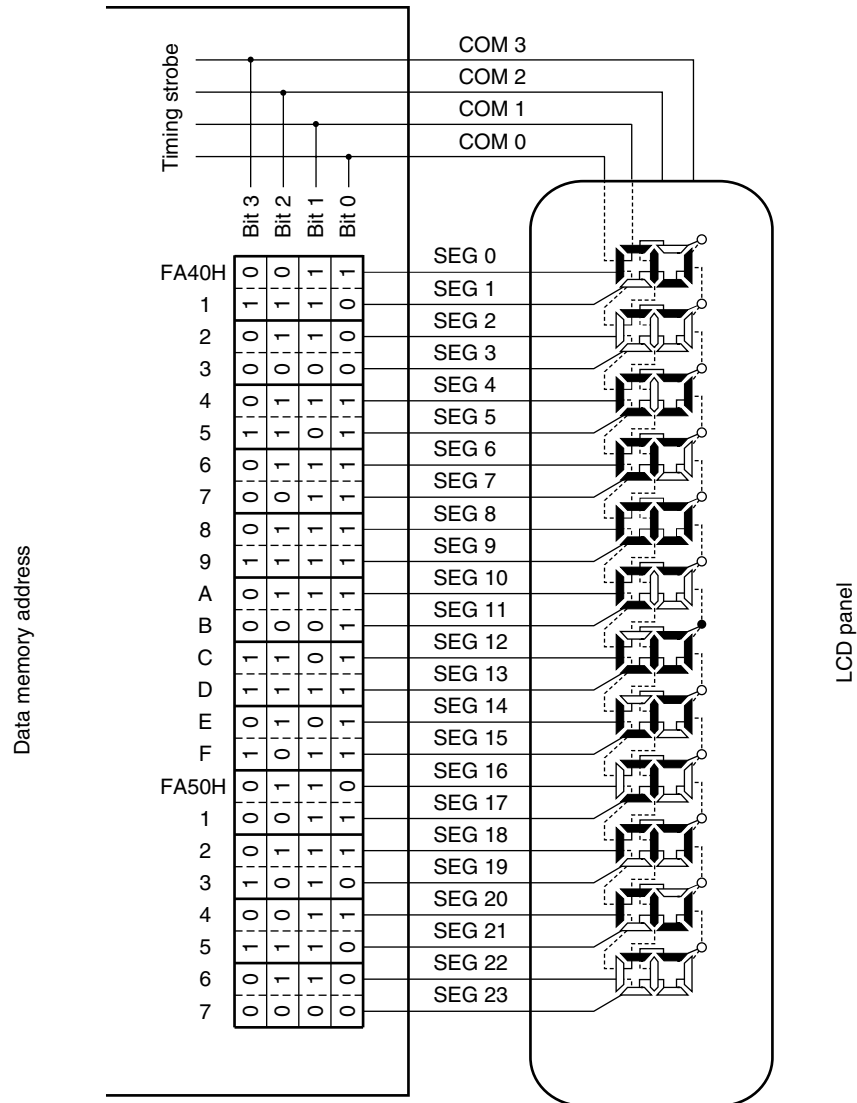 Timing strobe
COM 3
COM 2
COM 1
COM 0
Bit 3 Bit 2 Bit 1 Bit 0
FA40H 0 0 1 1 SEG 0
1 1 1 1 0 SEG 1
2 0 1 1 0 SEG 2
3 0 0 0 0 SEG 3
4 0 1 1 1 SEG 4
5 1 1 0 1 SEG 5
6 0 1 1 1 SEG 6
7 0 0 1 1 SEG 7
8 0 1 1 1 SEG 8
9 1 1 1 1 SEG 9
A 0 1 1 1 SEG 10
B 0 0 0 1 SEG 11
C 1 1 0 1 SEG 12
D 1 1 1 1 SEG 13
E 0 1 0 1 SEG 14
F 1 0 1 1 SEG 15
FA50H 0 1 1 0 SEG 16
1 0 0 1 1 SEG 17
2 0 1 1 1 SEG 18
3 1 0 1 0 SEG 19
4 0 0 1 1 SEG 20
5 1 1 1 0 SEG 21
6 0 1 1 0 SEG 22
7 0 0 0 0 SEG 23
Data memory address
LCD panel